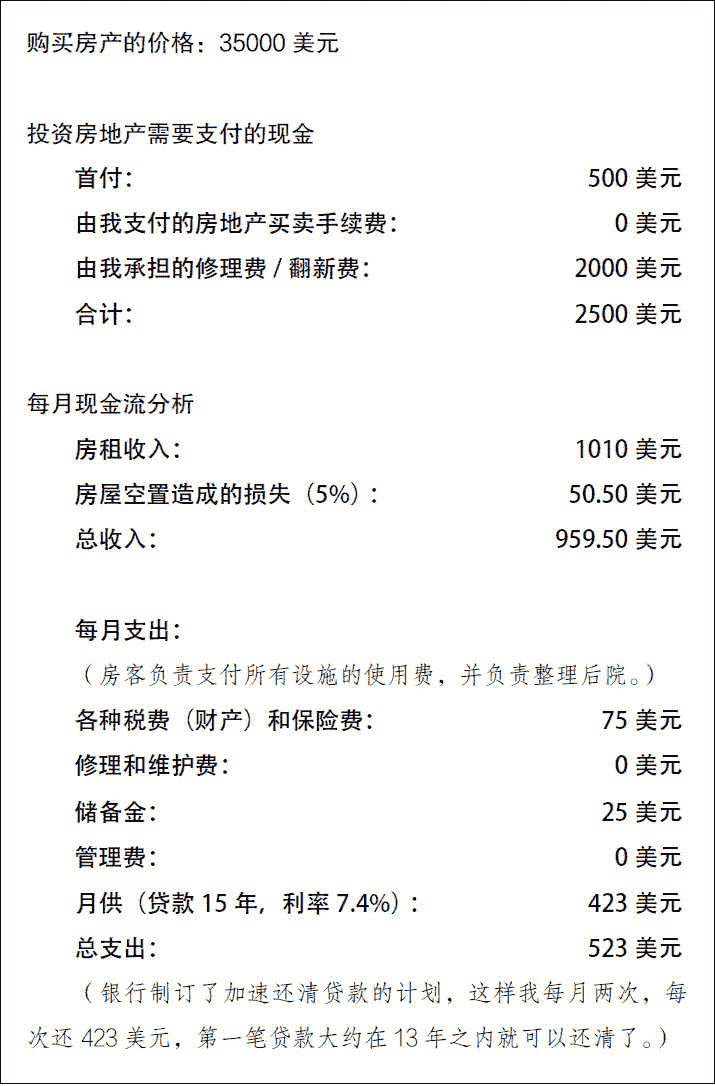 购买房产的价格：35000 美元
投资房地产需要支付的现金
首付： 500 美元
由我支付的房地产买卖手续费： 0 美元
由我承担的修理费 / 翻新费： 2000 美元
合计： 2500 美元
每月现金流分析
房租收入： 1010 美元
房屋空置造成的损失（5%）： 50.50 美元
总收入： 959.50 美元
每月支出：
（房客负责支付所有设施的使用费，并负责整理后院。）
各种税费（财产）和保险费： 75 美元
修理和维护费： 0 美元
储备金： 25 美元
管理费： 0 美元
月供（贷款 15 年，利率 7.4%）： 423 美元
总支出： 523 美元
（银行制订了加速还清贷款的计划，这样我每月两次，每
次还 423 美元，第一笔贷款大约在 13 年之内就可以还清了。）